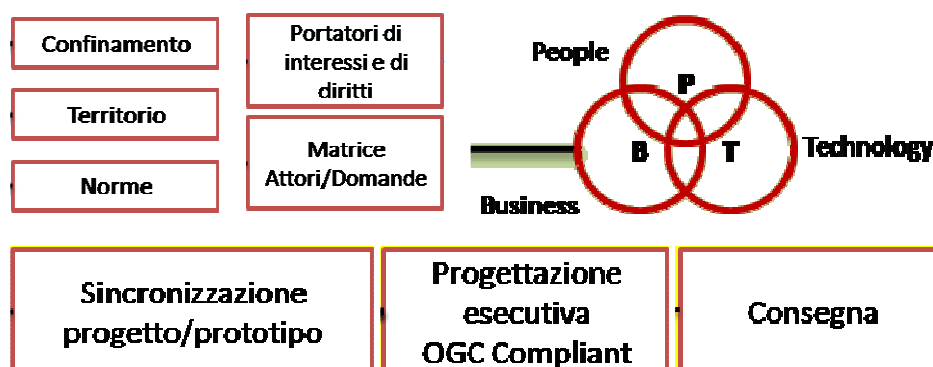 Confinamento
Territorio
Norme
Portatori di
interessi e di
diritti
Matrice
Attori/Domande
People
P
B
T
Technology
Business
Sincronizzazione
progetto/prototipo
Progettazione
esecutiva
OGC Compliant
Consegna